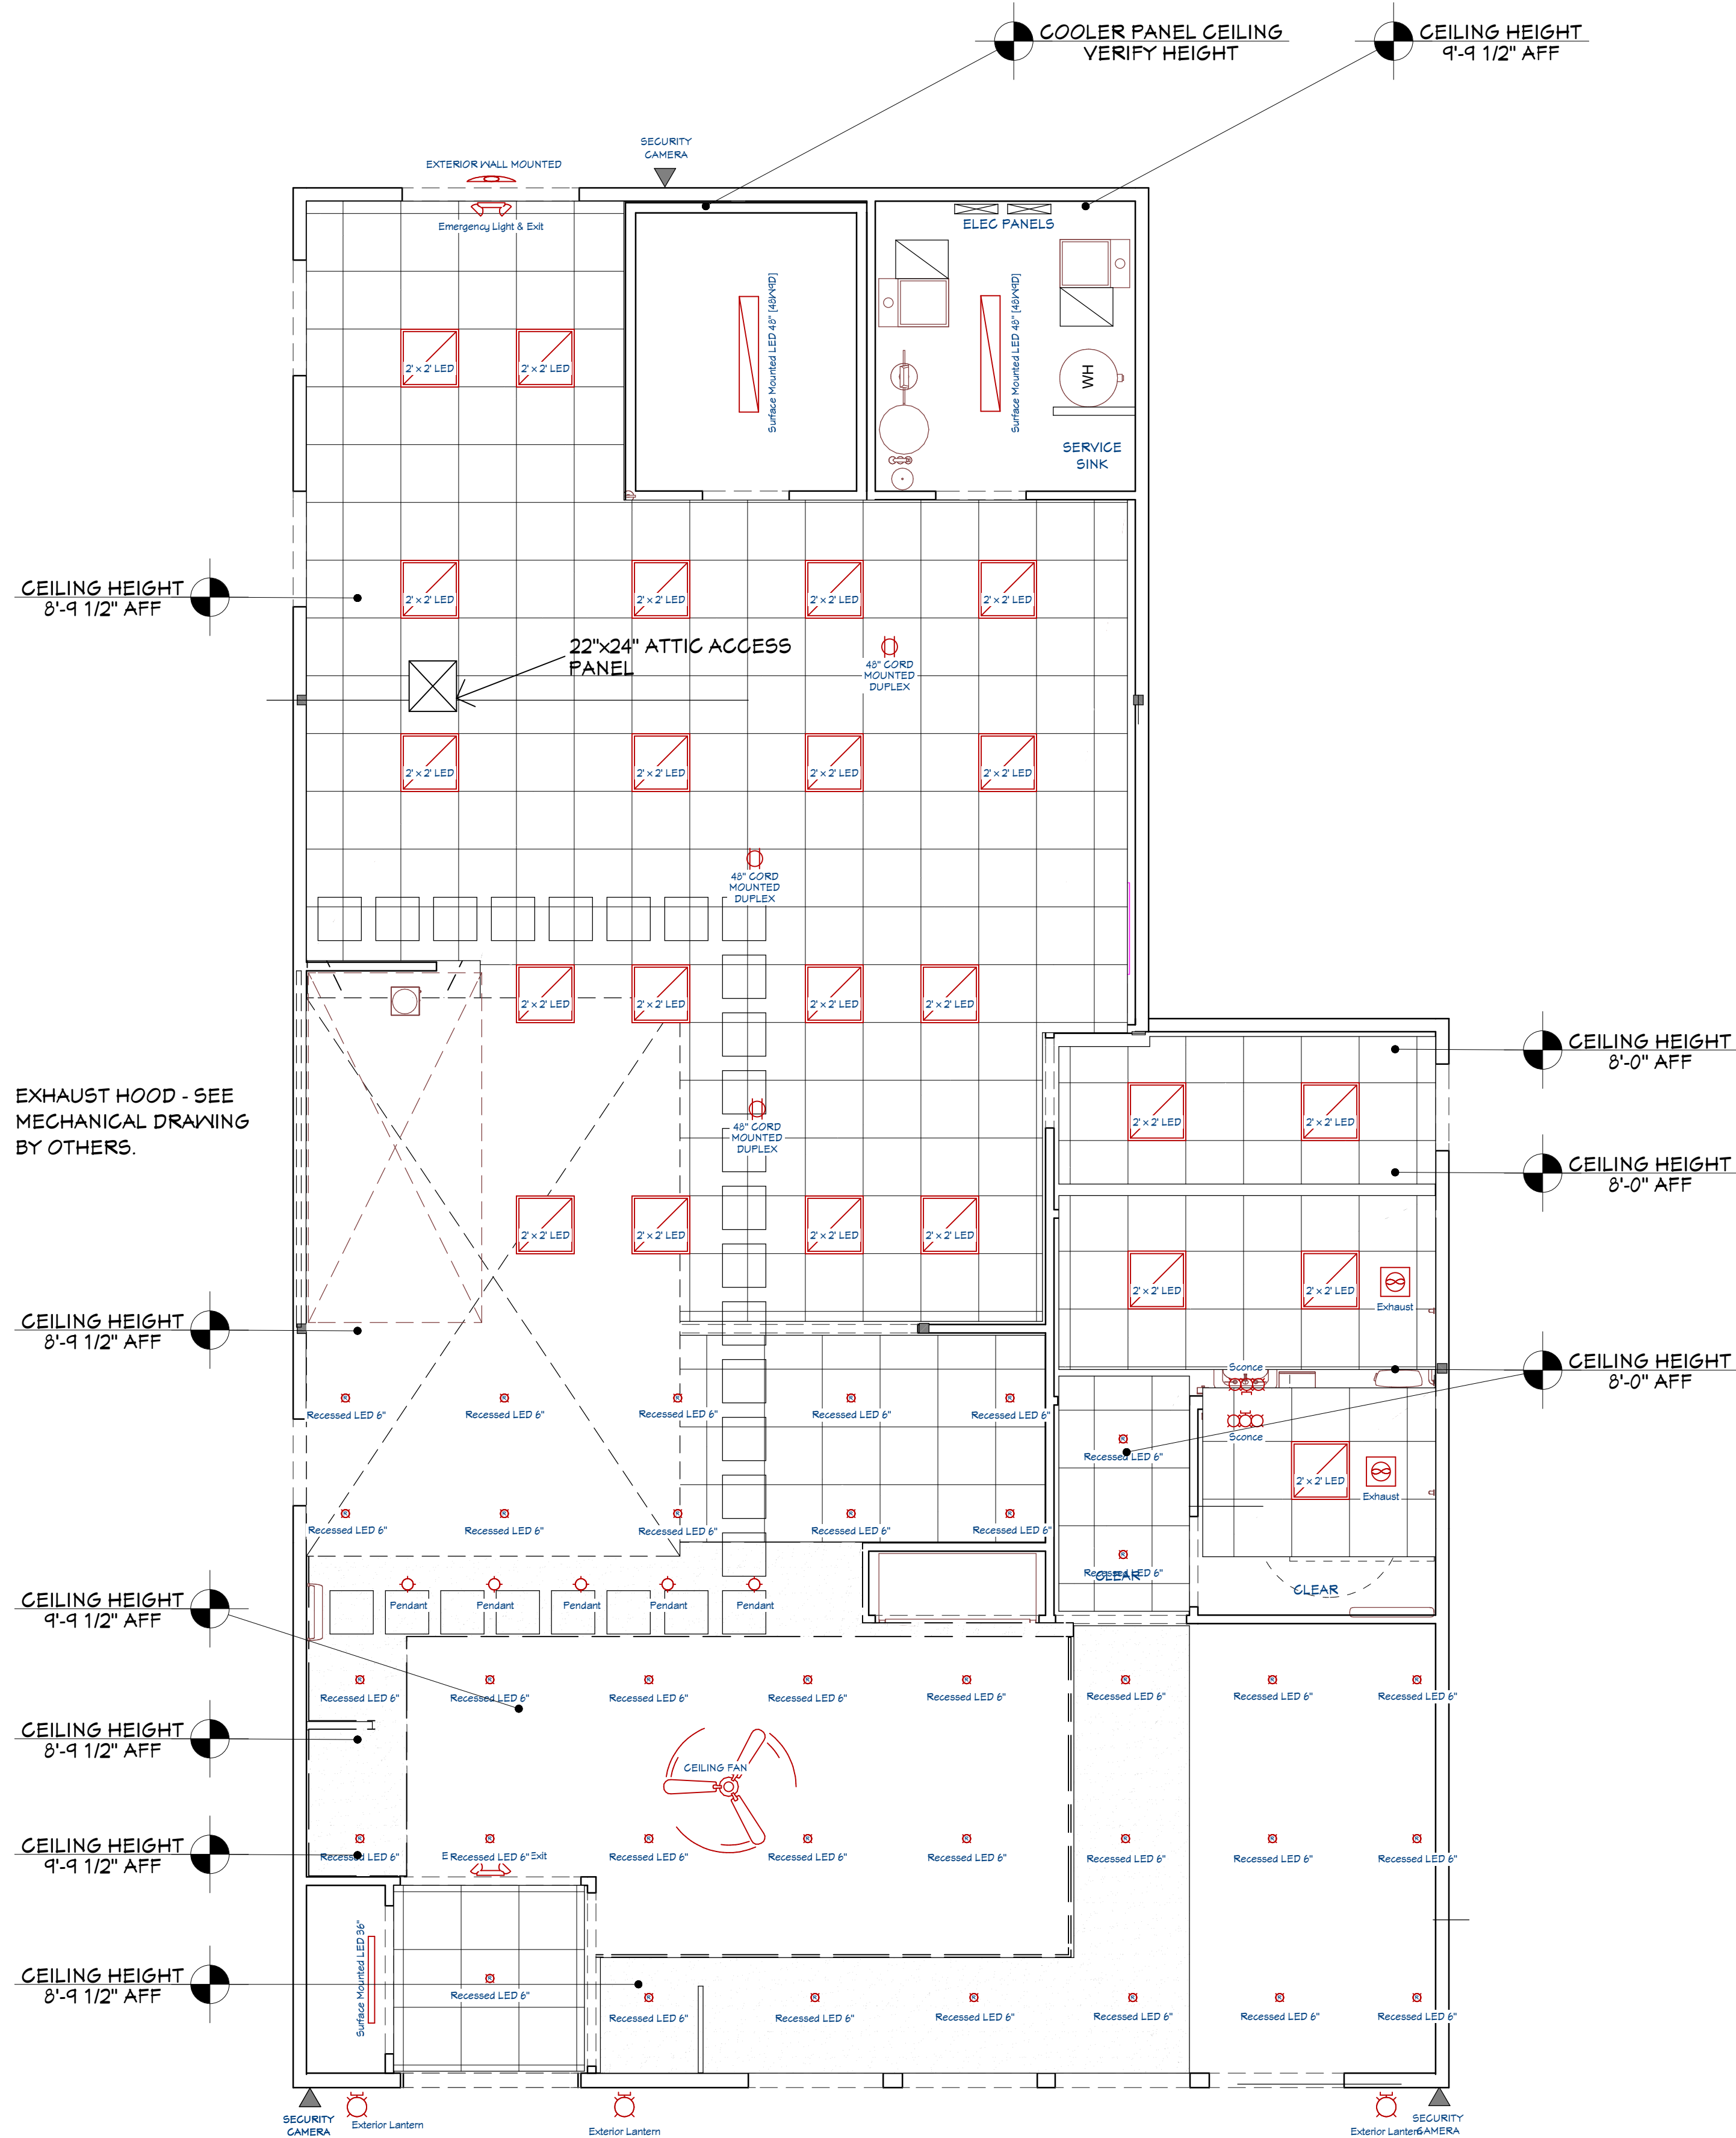 COOLER PANEL CEILING
VERIFY HEIGHT
CEILING HEIGHT
9'-9 1/2" AFF
SECURITY
CAMERA
EXTERIOR WALL MOUNTED
Emergency Light & Exit
ELEC PANELS
Surface Mounted LED 48" [48W9D]
Surface Mounted LED 48" [48W9D]
2' x 2' LED
2' x 2' LED
WH
SERVICE
SINK
CEILING HEIGHT
8'-9 1/2" AFF
2' x 2' LED
2' x 2' LED
2' x 2' LED
2' x 2' LED
22"x24" ATTIC ACCESS
PANEL
48" CORD
MOUNTED
DUPLEX
2' x 2' LED
2' x 2' LED
2' x 2' LED
2' x 2' LED
48" CORD
MOUNTED
DUPLEX
2' x 2' LED
2' x 2' LED
2' x 2' LED
2' x 2' LED
CEILING HEIGHT
8'-0" AFF
EXHAUST HOOD - SEE
MECHANICAL DRAWING
BY OTHERS.
48" CORD
MOUNTED
DUPLEX
2' x 2' LED
2' x 2' LED
CEILING HEIGHT
8'-0" AFF
2' x 2' LED
2' x 2' LED
2' x 2' LED
2' x 2' LED
2' x 2' LED
2' x 2' LED
Exhaust
CEILING HEIGHT
8'-9 1/2" AFF
CEILING HEIGHT
8'-0" AFF
Sconce
Recessed LED 6"
Recessed LED 6"
Recessed LED 6"
Recessed LED 6"
Recessed LED 6"
Sconce
Recessed LED 6"
2' x 2' LED
Exhaust
Recessed LED 6"
Recessed LED 6"
Recessed LED 6"
Recessed LED 6"
Recessed LED 6"
Recessed LED 6"
CLEAR
CLEAR
CEILING HEIGHT
9'-9 1/2" AFF
Pendant
Pendant
Pendant
Pendant
Pendant
Recessed LED 6"
Recessed LED 6"
Recessed LED 6"
Recessed LED 6"
Recessed LED 6"
Recessed LED 6"
Recessed LED 6"
Recessed LED 6"
CEILING HEIGHT
8'-9 1/2" AFF
CEILING FAN
CEILING HEIGHT
9'-9 1/2" AFF
Recessed LED 6"
Recessed LED 6"
Exit
Recessed LED 6"
Recessed LED 6"
Recessed LED 6"
Recessed LED 6"
Recessed LED 6"
Recessed LED 6"
Surface Mounted LED 36"
CEILING HEIGHT
8'-9 1/2" AFF
Recessed LED 6"
Recessed LED 6"
Recessed LED 6"
Recessed LED 6"
Recessed LED 6"
Recessed LED 6"
Recessed LED 6"
SECURITY
CAMERA
Exterior Lantern
Exterior Lantern
Exterior Lantern
SECURITY
CAMERA